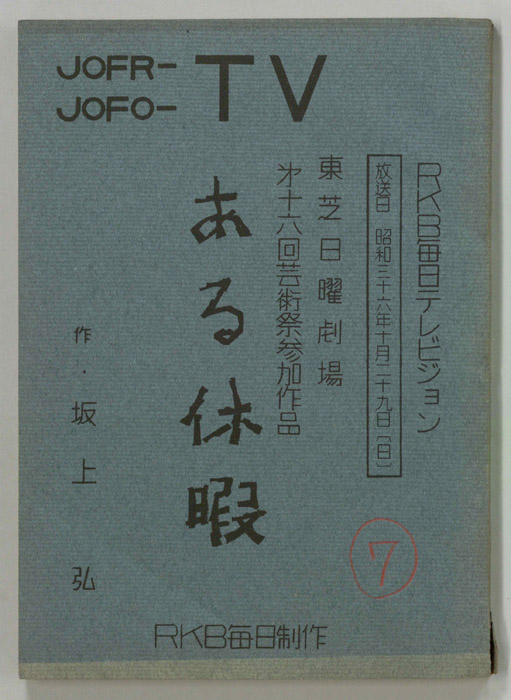 JOFR-
JOFO-
TV
RKB毎日テレビジョン
放送日 昭和三十六年十月二十九日〔日〕
東芝日曜劇場
第十六回芸術祭参加作品
ある休暇
作・坂上 弘
7
RKB毎日制作